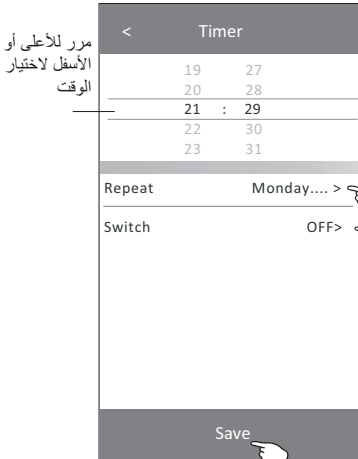 مرر للأعلى أو
الأسفل لاختيار
الوقت
< Timer
19 27
20 28
21 : 29
22 30
23 31
Repeat Monday.... >
Switch OFF>
Save